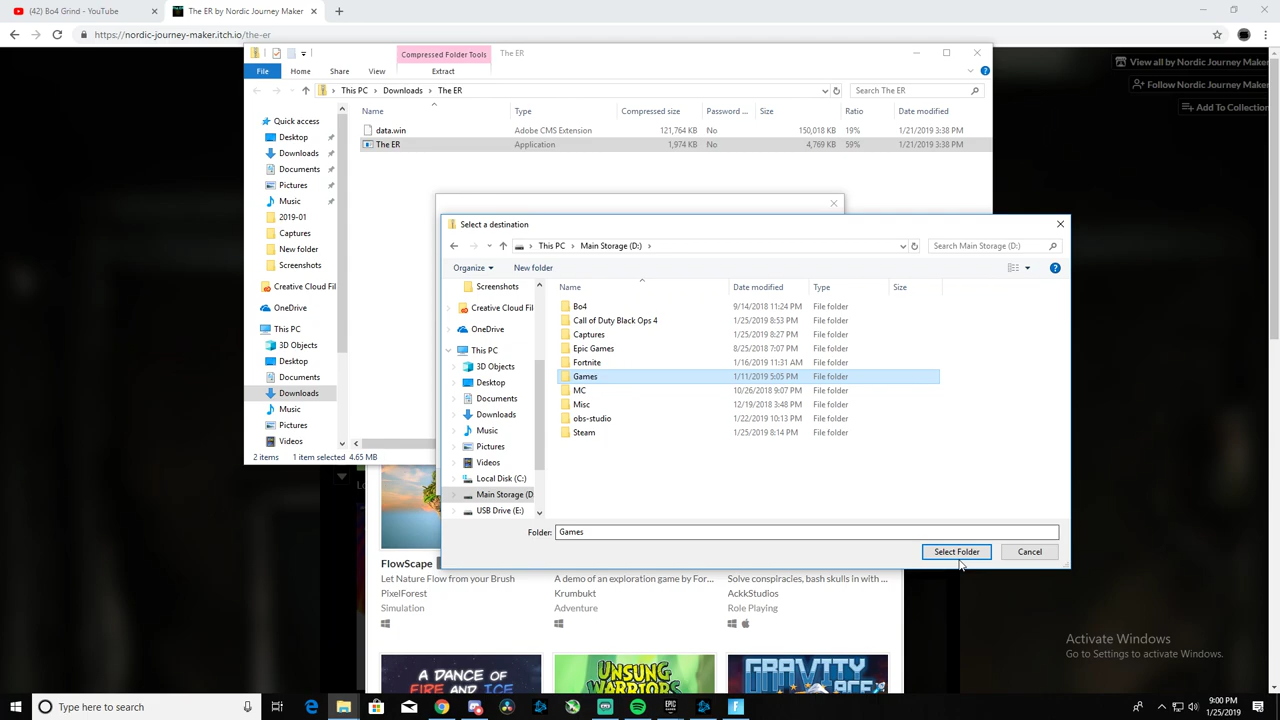 (42) Bo4 Grind - YouTube
The ER by Nordic Journey Maker
https://nordic-journey-maker.itch.io/the-er
View all by Nordic Journey Maker
Follow Nordic Journey Maker
Add To Collection
Compressed Folder Tools
The ER
File
Home
Share
View
Extract
This PC
Downloads
The ER
Search The ER
Name
Type
Compressed size
Password ...
Size
Ratio
Date modified
data.win
Adobe CMS Extension
121,764 KB
No
150,018 KB
19%
1/21/2019 3:38 PM
The ER
Application
1,974 KB
No
4,769 KB
59%
1/21/2019 3:38 PM
Quick access
Desktop
Downloads
Documents
Pictures
Music
2019-01
Captures
New folder
Screenshots
Creative Cloud Fil
OneDrive
This PC
3D Objects
Desktop
Documents
Downloads
Music
Pictures
Videos
2 items
1 item selected 4.65 MB
Select a destination
This PC
Main Storage (D:)
Search Main Storage (D:)
Organize
New folder
Screenshots
Creative Cloud Fil
OneDrive
This PC
3D Objects
Desktop
Documents
Downloads
Music
Pictures
Videos
Local Disk (C:)
Main Storage (D
USB Drive (E:)
Name
Date modified
Type
Size
Bo4
9/14/2018 11:24 PM
File folder
Call of Duty Black Ops 4
1/25/2019 8:53 PM
File folder
Captures
1/25/2019 8:27 PM
File folder
Epic Games
8/25/2018 7:07 PM
File folder
Fortnite
1/16/2019 11:31 AM
File folder
Games
1/11/2019 5:05 PM
File folder
MC
10/26/2018 9:07 PM
File folder
Misc
12/19/2018 3:48 PM
File folder
obs-studio
1/22/2019 10:13 PM
File folder
Steam
1/25/2019 8:14 PM
File folder
Folder:
Games
Select Folder
Cancel
FlowScape
Let Nature Flow from your Brush
PixelForest
Simulation
A demo of an exploration game by For...
Krumbukt
Adventure
Solve conspiracies, bash skulls in with ...
AckkStudios
Role Playing
A DANCE OF
FIRE AND ICE
UNSUNG
WARRIORS
GRAVITY
Activate Windows
Go to Settings to activate Windows.
Type here to search
9:00 PM
1/25/2019